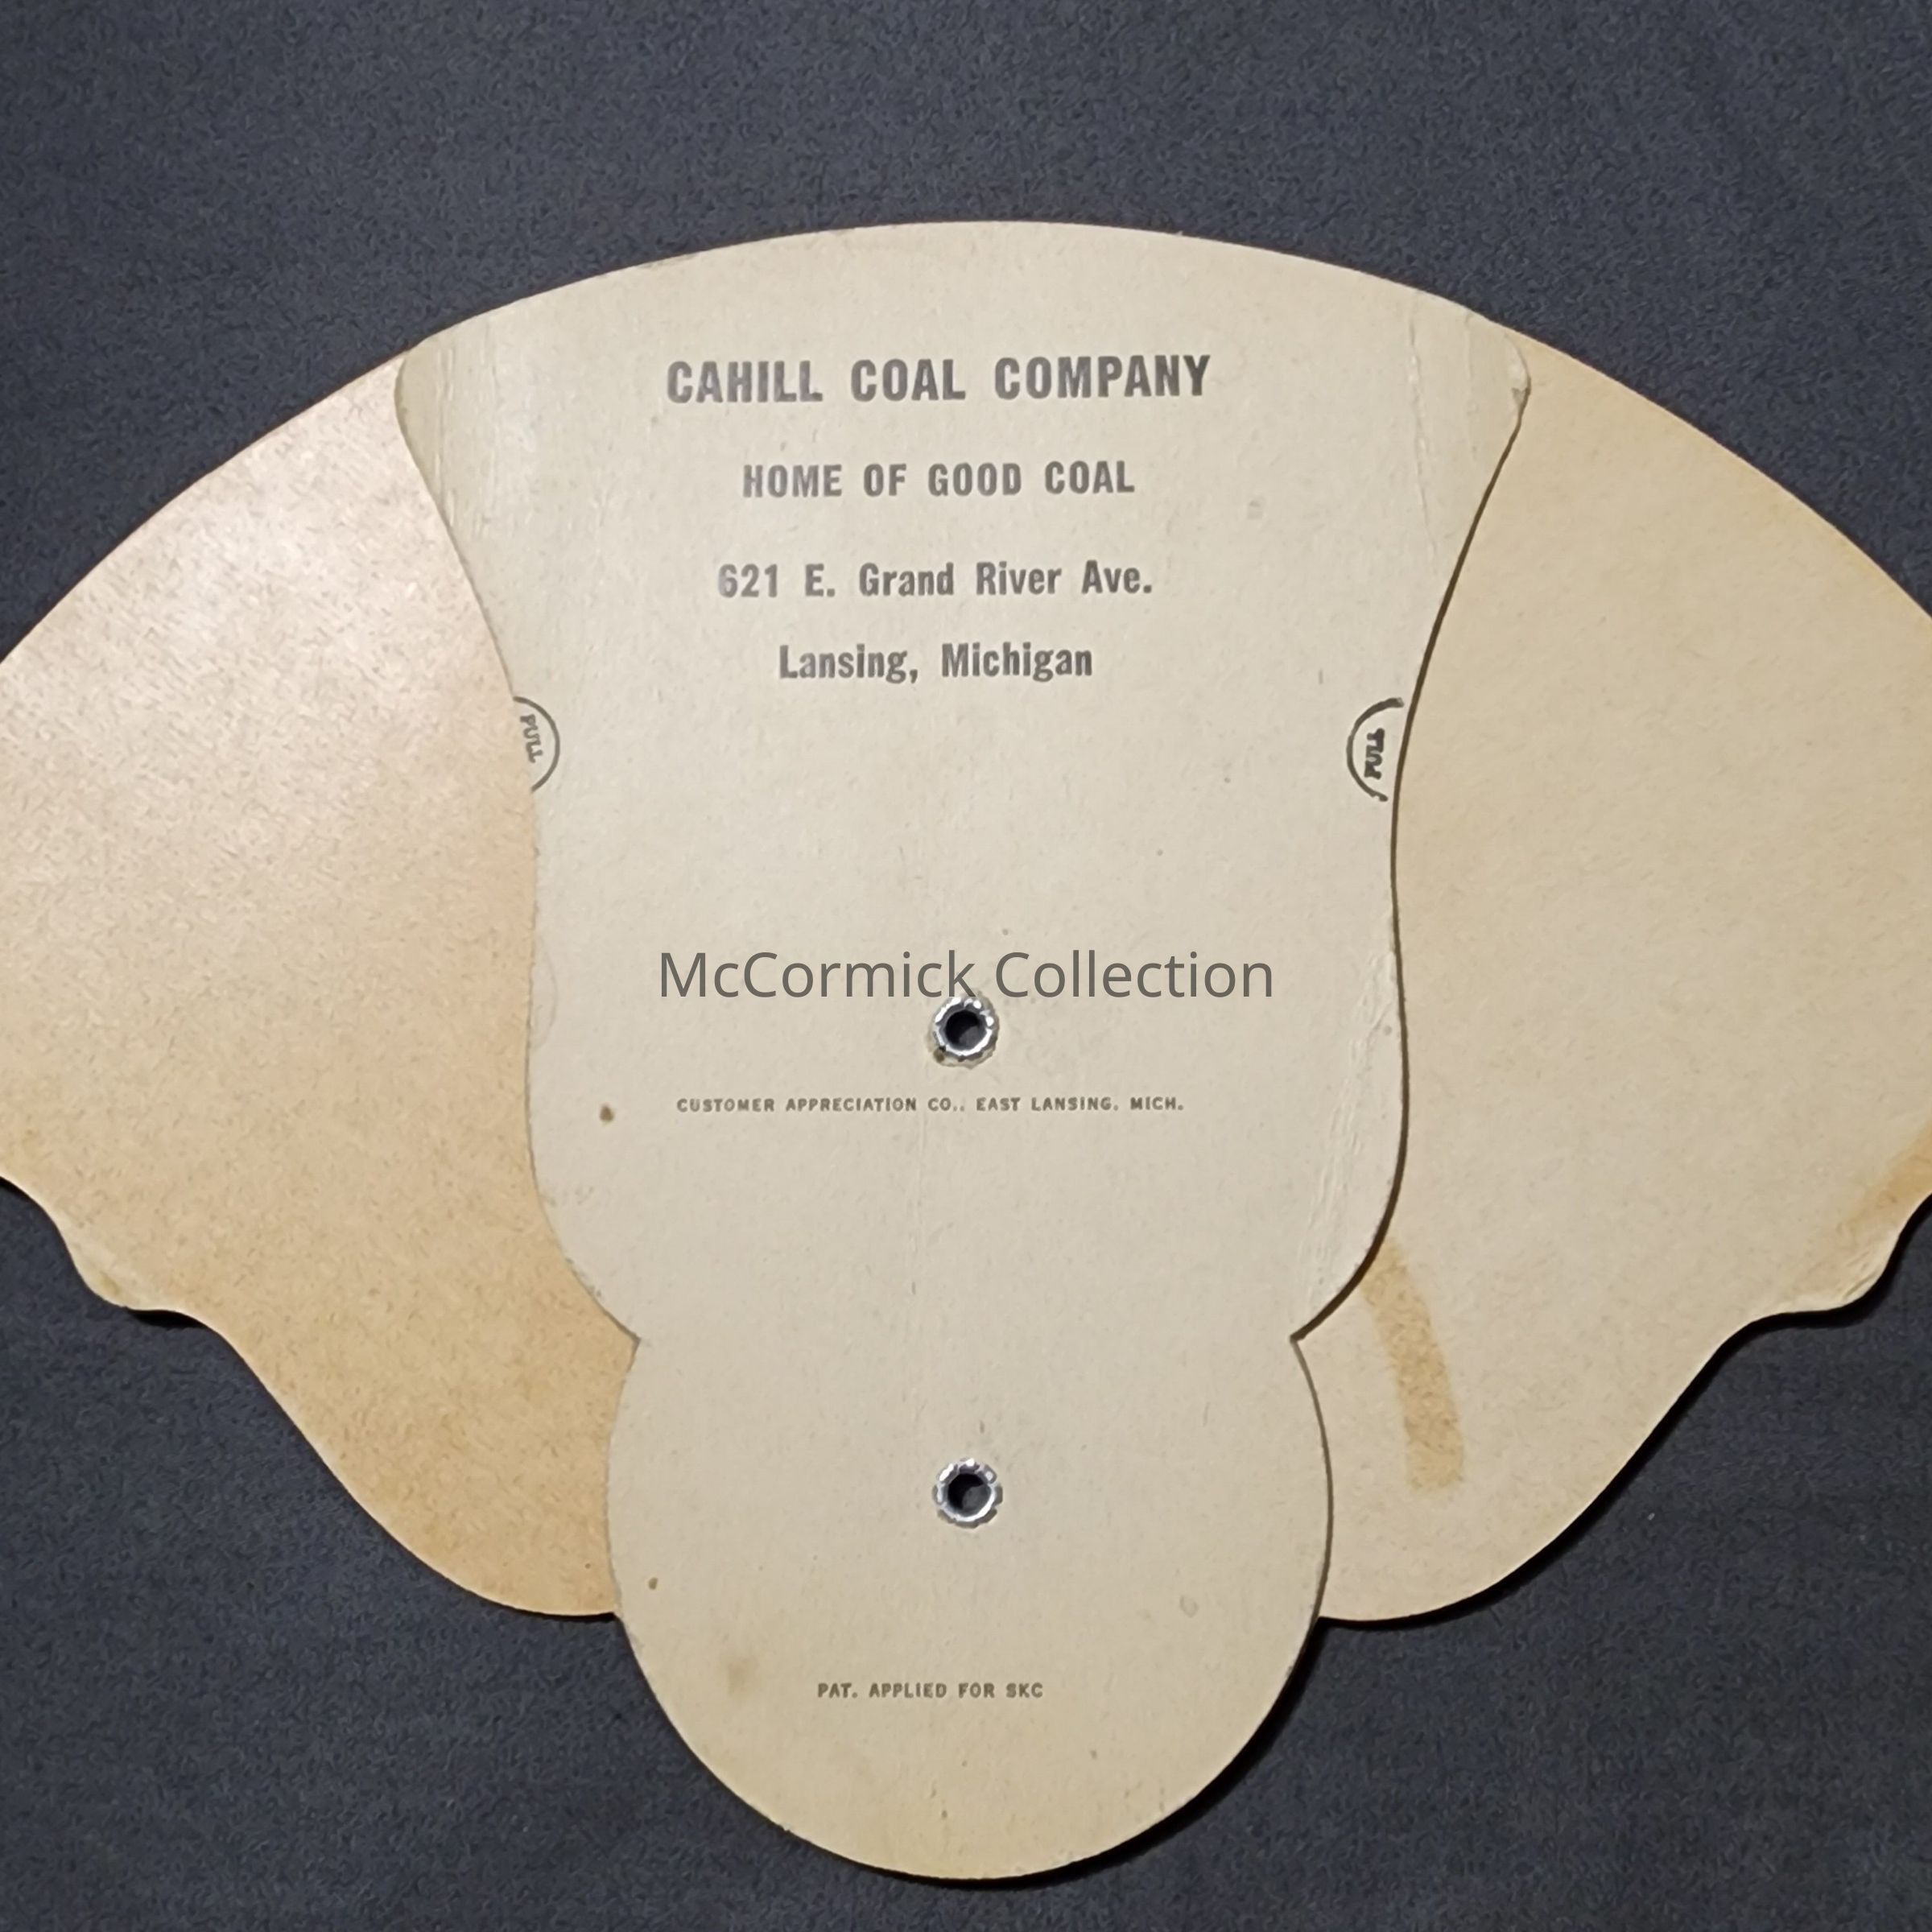 CAHILL COAL COMPANY
HOME OF GOOD COAL
621 E. Grand River Ave.
Lansing, Michigan
PULL
PULL
McCormick Collection
CUSTOMER APPRECIATION CO., EAST LANSING, MICH.
PAT. APPLIED FOR SKC